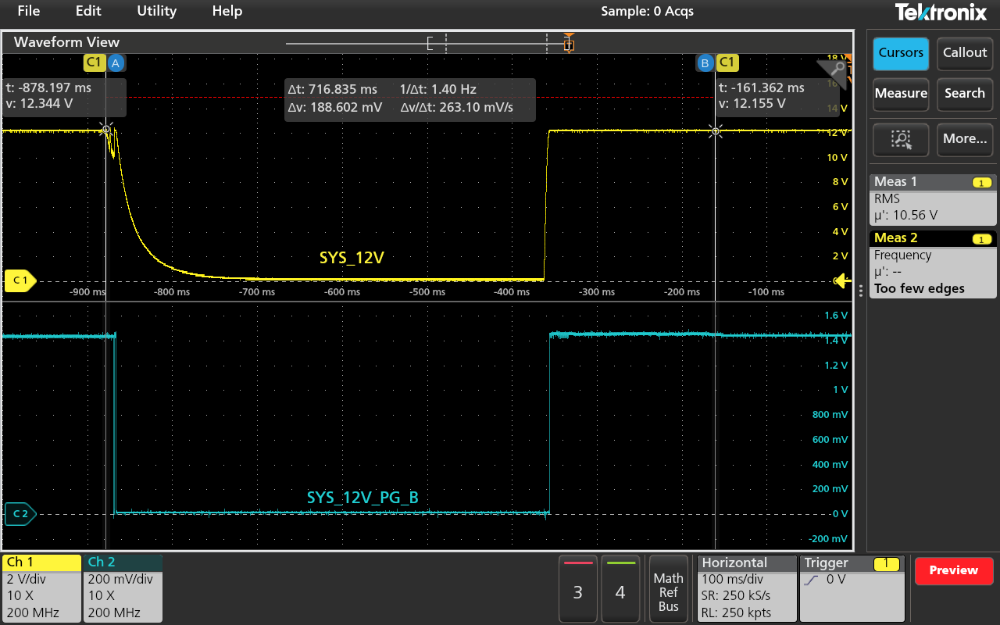 File Edit Utility Help Sample: 0 Acqs Tektronix
Waveform View
Cursors Callout
Measure Search
More...
C1 A B C1
t: -878.197 ms
v: 12.344 V
Δt: 716.835 ms 1/Δt: 1.40 Hz
Δv: 188.602 mV Δv/Δt: 263.10 mV/s
t: -161.362 ms
v: 12.155 V
18 V
16
14 V
12 V
10 V
8 V
6 V
4 V
2 V
SYS_12V
C 1
-900 ms -800 ms -700 ms -600 ms -500 ms -400 ms -300 ms -200 ms -100 ms
1.6 V
1.4 V
1.2 V
1 V
800 mV
600 mV
400 mV
200 mV
0 V
-200 mV
SYS_12V_PG_B
C 2
Meas 1 1
RMS
µ': 10.56 V
Meas 2 1
Frequency
µ': --
Too few edges
Ch 1
2 V/div
10 X
200 MHz
Ch 2
200 mV/div
10 X
200 MHz
3
4
Math
Ref
Bus
Horizontal
100 ms/div
SR: 250 kS/s
RL: 250 kpts
Trigger 1
0 V
Preview